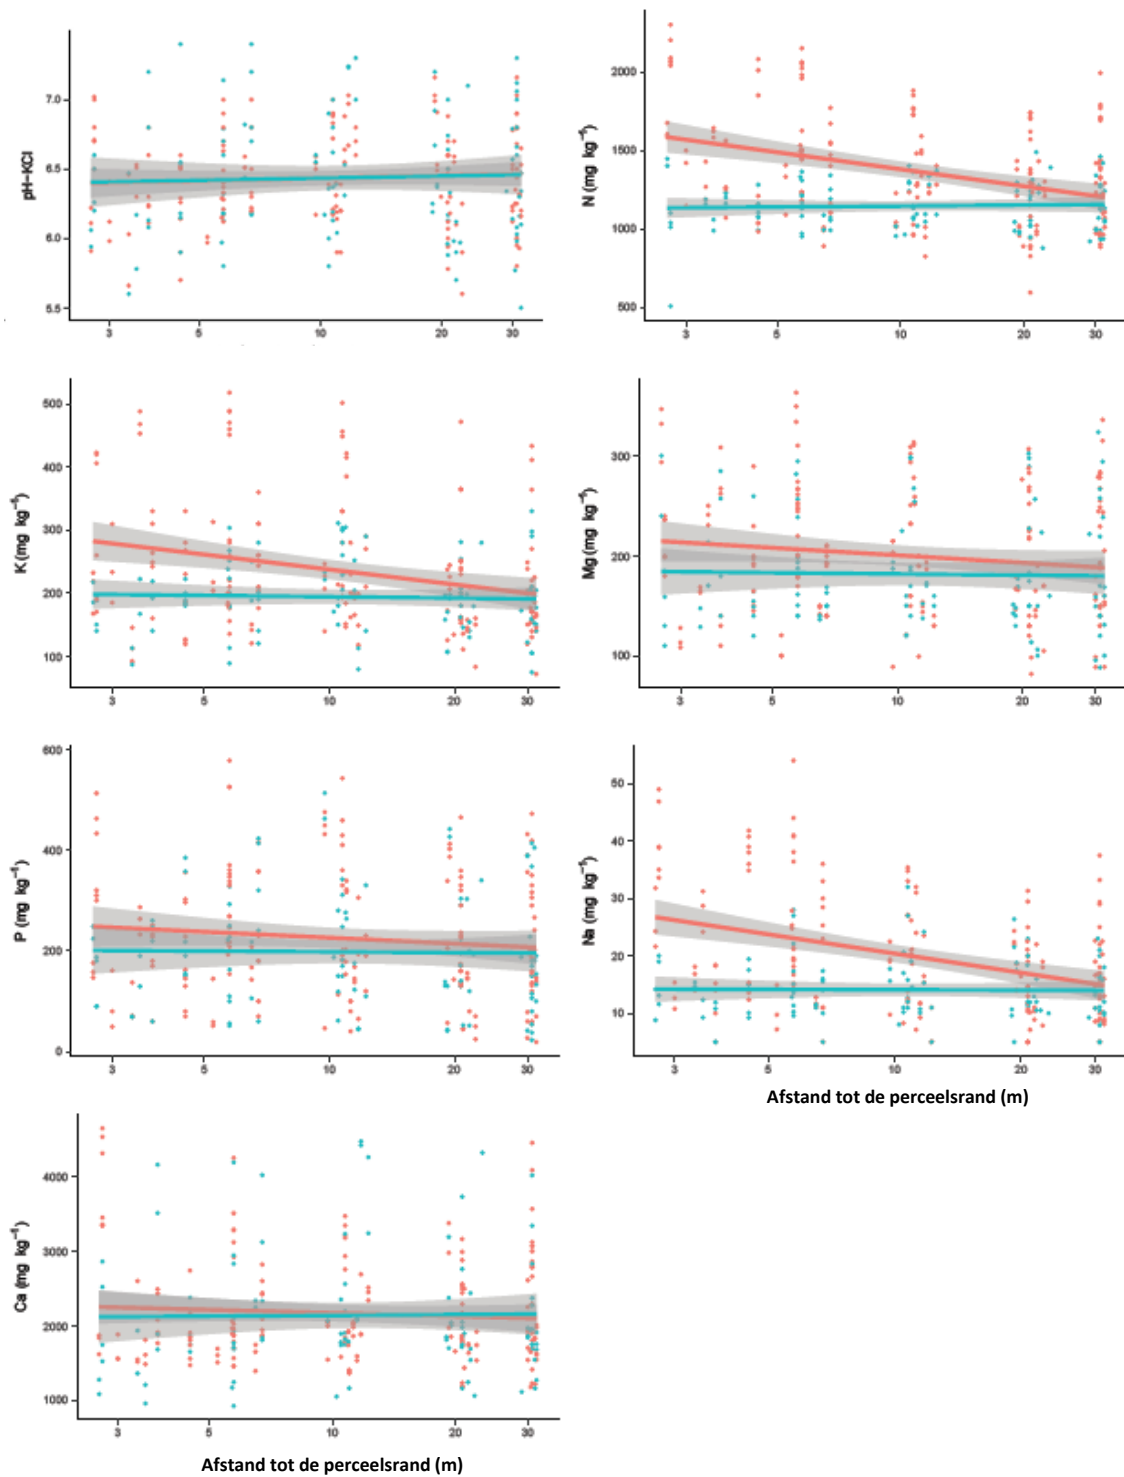 pH-KCl
7.0
6.5
6.0
5.5
3 5 10 20 30
N (mg kg⁻¹)
2000
1500
1000
500
3 5 10 20 30
K (mg kg⁻¹)
500
400
300
200
100
3 5 10 20 30
Mg (mg kg⁻¹)
300
200
100
3 5 10 20 30
P (mg kg⁻¹)
600
400
200
0
3 5 10 20 30
Na (mg kg⁻¹)
50
40
30
20
10
3 5 10 20 30
Afstand tot de perceelsrand (m)
Ca (mg kg⁻¹)
4000
3000
2000
1000
3 5 10 20 30
Afstand tot de perceelsrand (m)